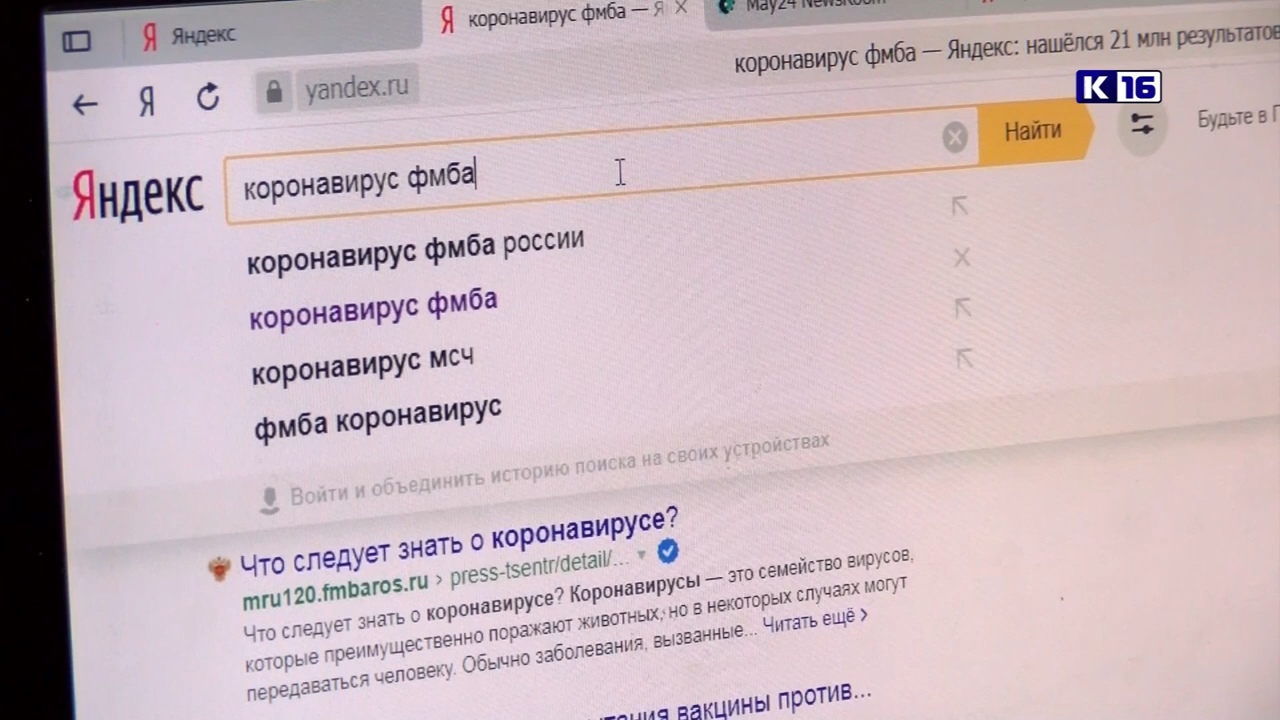 Яндекс
коронавирус фмба — Я
May24 NewsRoom
коронавирус фмба — Яндекс: нашёлся 21 млн результатов
Я
yandex.ru
К 16
Яндекс
коронавирус фмба
Найти
Будьте в П
коронавирус фмба россии
коронавирус фмба
коронавирус мсч
фмба коронавирус
Войти и объединить историю поиска на своих устройствах
Что следует знать о коронавирусе?
mru120.fmbaros.ru › press-tsentr/detail/...
Что следует знать о коронавирусе? Коронавирусы — это семейство вирусов,
которые преимущественно поражают животных, но в некоторых случаях могут
передаваться человеку. Обычно заболевания, вызванные... Читать ещё ›
вакцины против...